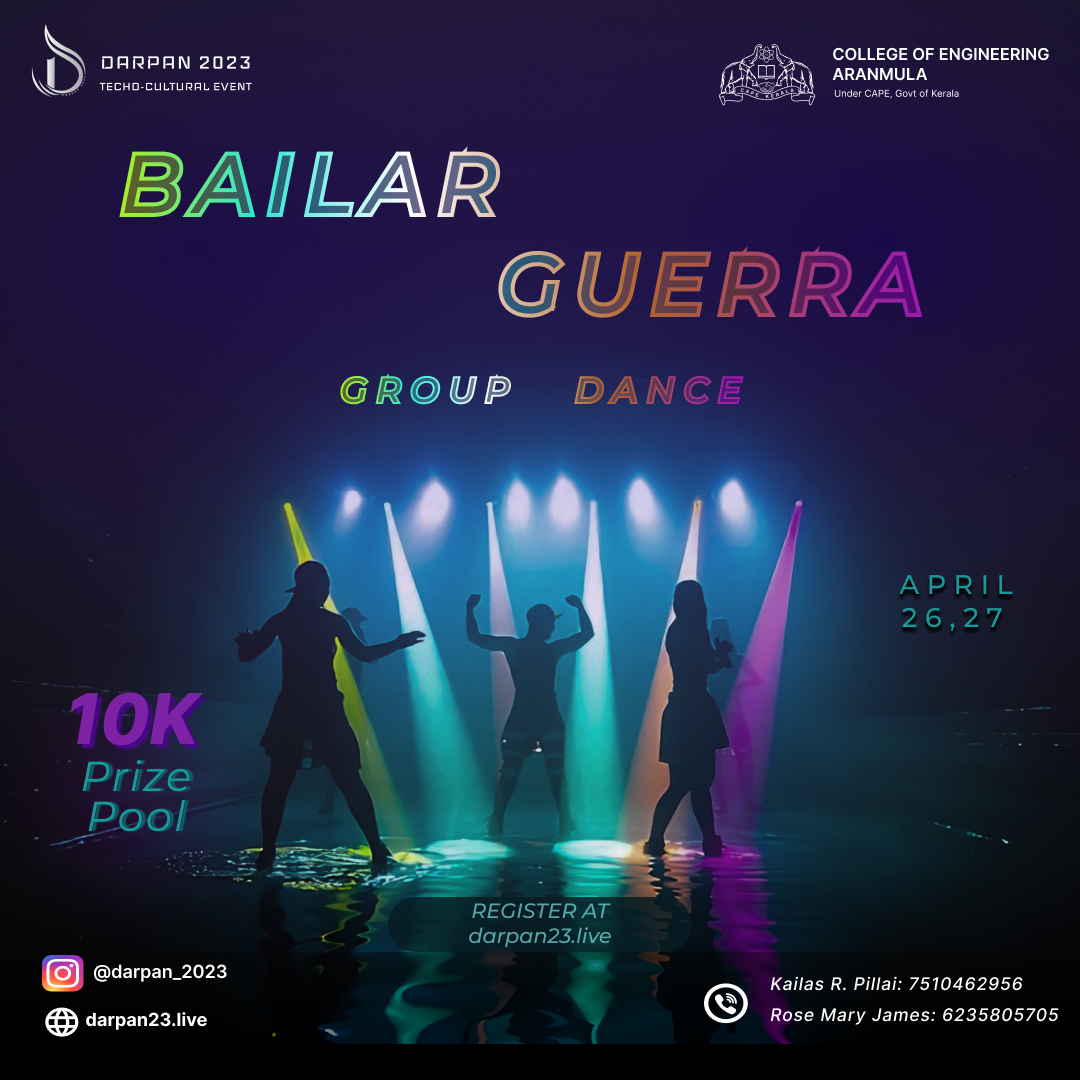 DARPAN 2023
TECHO-CULTURAL EVENT
COLLEGE OF ENGINEERING
ARANMULA
Under CAPE, Govt of Kerala
CAPE KERALA
BAILAR
GUERRA
GROUP DANCE
APRIL
26,27
10K
Prize
Pool
REGISTER AT
darpan23.live
@darpan_2023
darpan23.live
Kailas R. Pillai: 7510462956
Rose Mary James: 6235805705